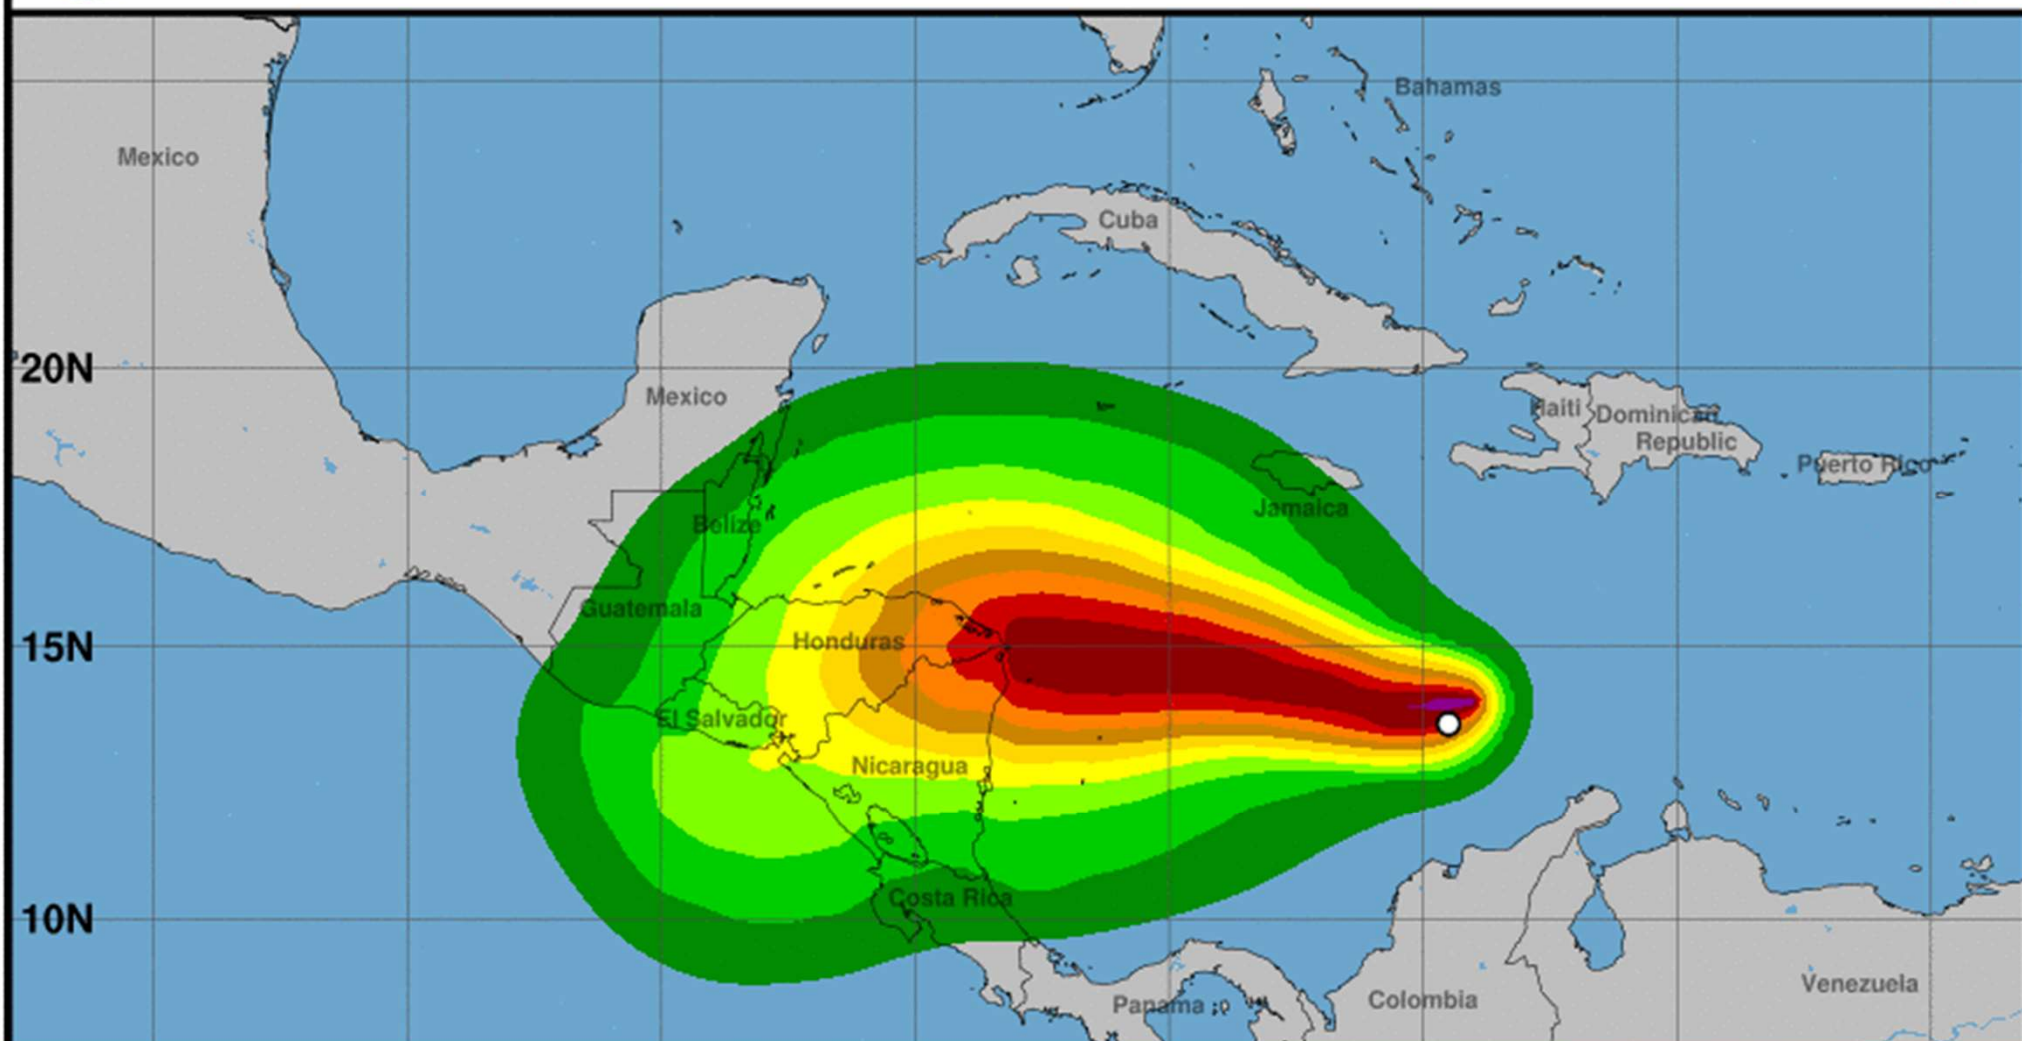 Bahamas
Mexico
Cuba
20N
Mexico
Haiti
Dominican
Republic
Puerto Rico
Jamaica
Belize
Guatemala
15N
Honduras
El Salvador
Nicaragua
10N
Costa Rica
Venezuela
Panama
Colombia